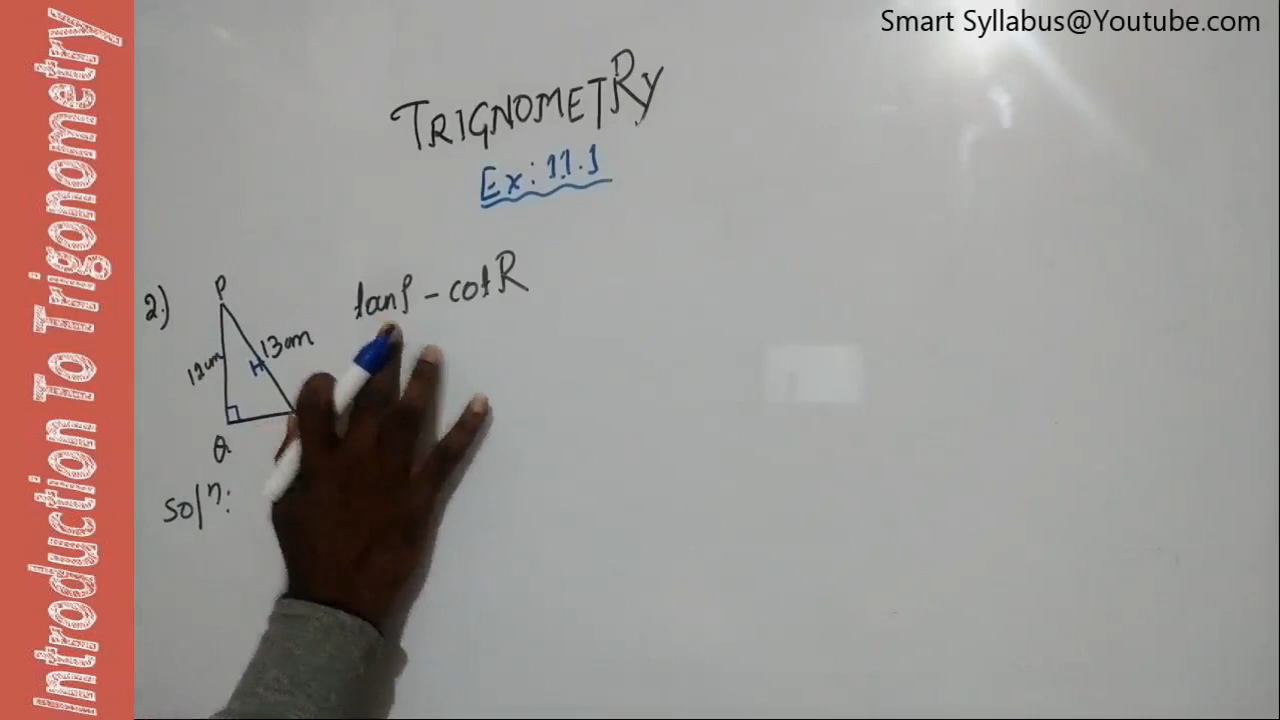 Smart Syllabus@Youtube.com
Introduction To Trigonometry
TRIGNOMETRY
Ex: 11.1
2.)
P
tanP - cotR
13cm
12cm
H
Q
Sol?: